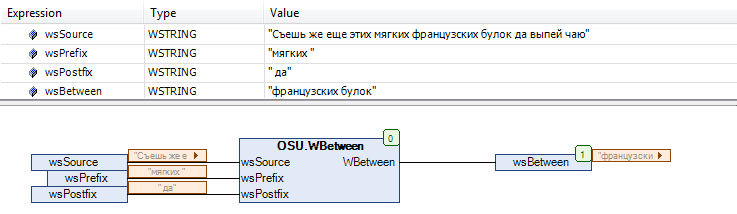 Expression Type Value
wsSource WSTRING "Съешь же еще этих мягких французских булок да выпей чаю"
wsPrefix WSTRING "мягких "
wsPostfix WSTRING " да"
wsBetween WSTRING "французских булок"
0
OSU.WBetween
1
wsSource "Съешь же е wsSource WBetween wsBetween "французски
wsPrefix "мягких " wsPrefix
wsPostfix " да" wsPostfix